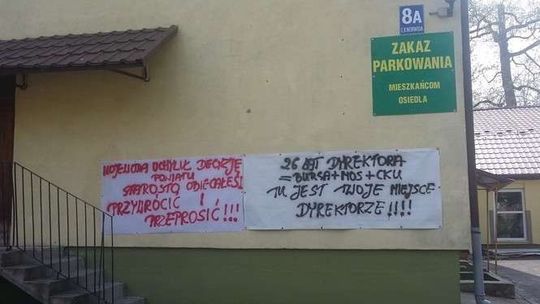 8A
ZAKAZ
PARKOWANIA
MIESZKAŃCOM
OSIEDLA
WOJEWODA UCHYLIŁ DECYZJĘ
POWIATU
STAROSTO OBIECAŁEŚ
PRZYWRÓCIĆ I
PRZEPROSIĆ!!!
26 LAT DYREKTORA
=BURSA+MOS+CKU
TU JEST TWOJE MIEJSCE
DYREKTORZE!!!!